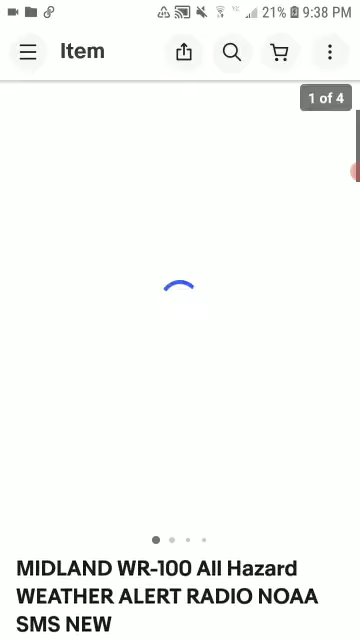 21% 9:38 PM
Item
1 of 4
MIDLAND WR-100 All Hazard
WEATHER ALERT RADIO NOAA
SMS NEW